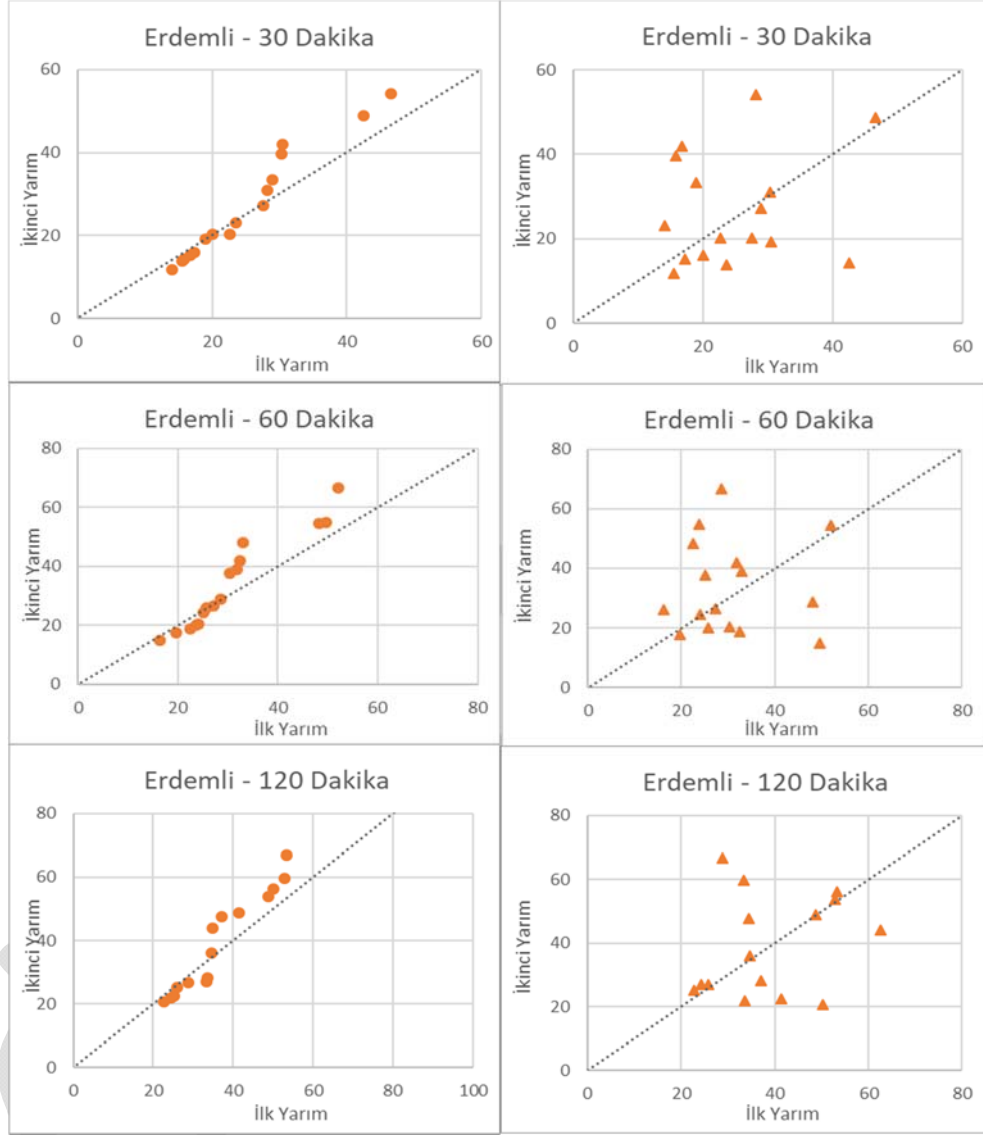 Erdemli - 30 Dakika
60
40
20
0
0 20 40 60
İkinci Yarım
İlk Yarım
Erdemli - 30 Dakika
60
40
20
0
0 20 40 60
İkinci Yarım
İlk Yarım
Erdemli - 60 Dakika
80
60
40
20
0
0 20 40 60 80
İkinci Yarım
İlk Yarım
Erdemli - 60 Dakika
80
60
40
20
0
0 20 40 60 80
İkinci Yarım
İlk Yarım
Erdemli - 120 Dakika
80
60
40
20
0
0 20 40 60 80 100
İkinci Yarım
İlk Yarım
Erdemli - 120 Dakika
80
60
40
20
0
0 20 40 60 80
İkinci Yarım
İlk Yarım